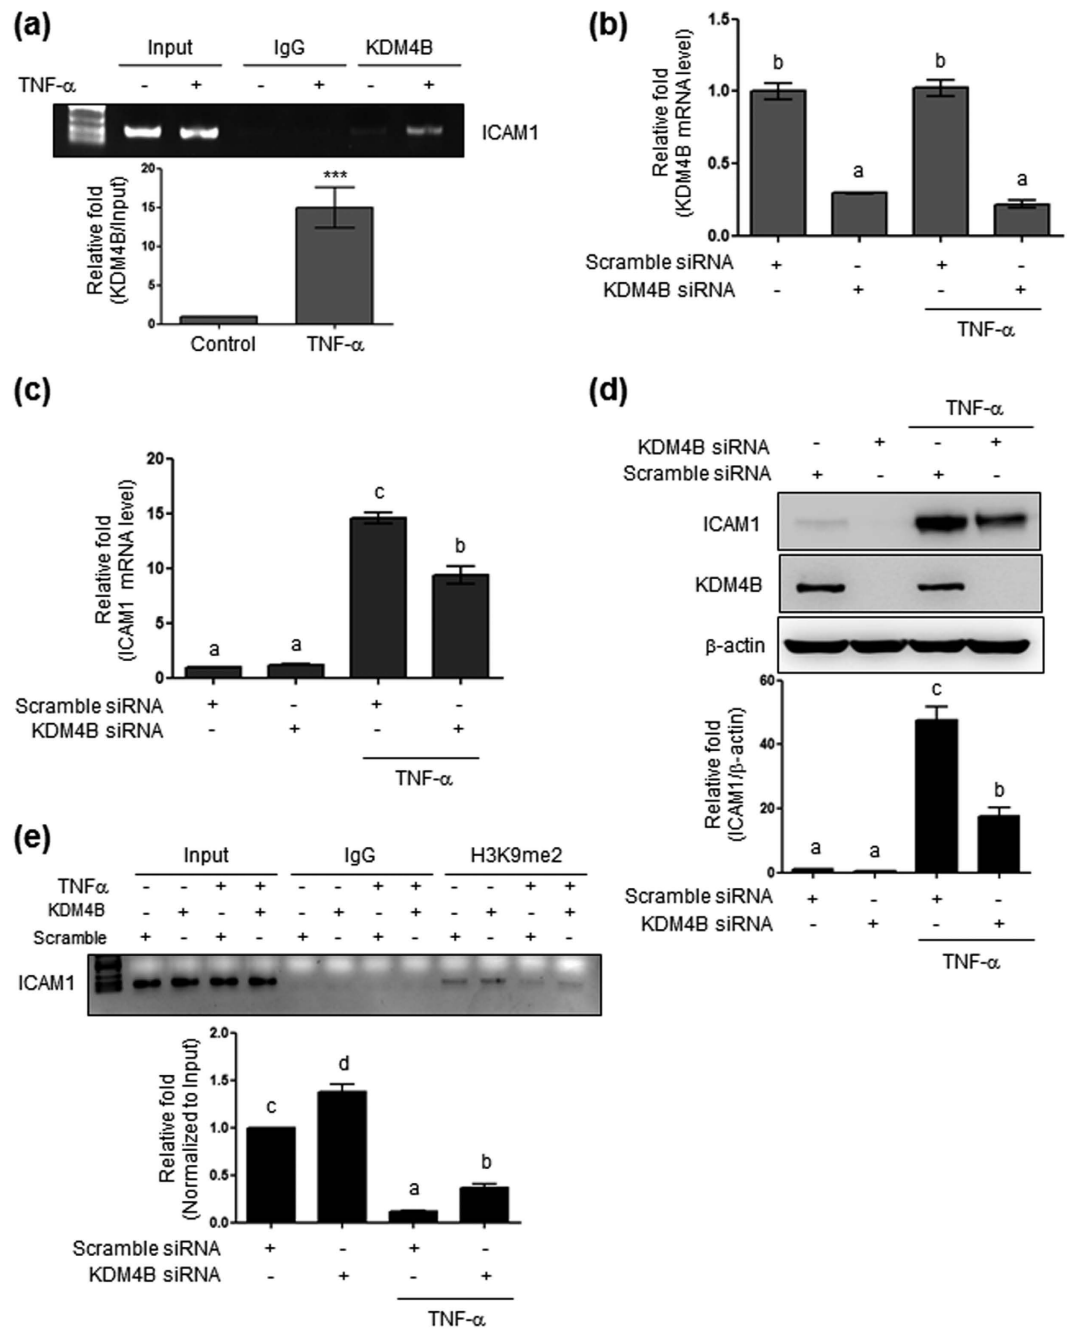 (a)
Input IgG KDM4B
TNF-α - + - + - +
ICAM1
Relative fold
(KDM4B/Input)
20
15
10
5
0
***
Control TNF-α
(b)
Relative fold
(KDM4B mRNA level)
1.5
1.0
0.5
0.0
b a b a
Scramble siRNA + - + -
KDM4B siRNA - + - +
TNF-α
(c)
Relative fold
(ICAM1 mRNA level)
20
15
10
5
0
a a c b
Scramble siRNA + - + -
KDM4B siRNA - + - +
TNF-α
(d)
TNF-α
KDM4B siRNA - + - +
Scramble siRNA + - + -
ICAM1
KDM4B
β-actin
Relative fold
(ICAM1/β-actin)
60
40
20
0
a a c b
Scramble siRNA + - + -
KDM4B siRNA - + - +
TNF-α
(e)
Input IgG H3K9me2
TNFα - - + + - - + + - - + +
KDM4B - + - + - + - + - + - +
Scramble + - + - + - + - + - + -
ICAM1
Relative fold
(Normalized to Input)
2.0
1.5
1.0
0.5
0.0
c d a b
Scramble siRNA + - + -
KDM4B siRNA - + - +
TNF-α